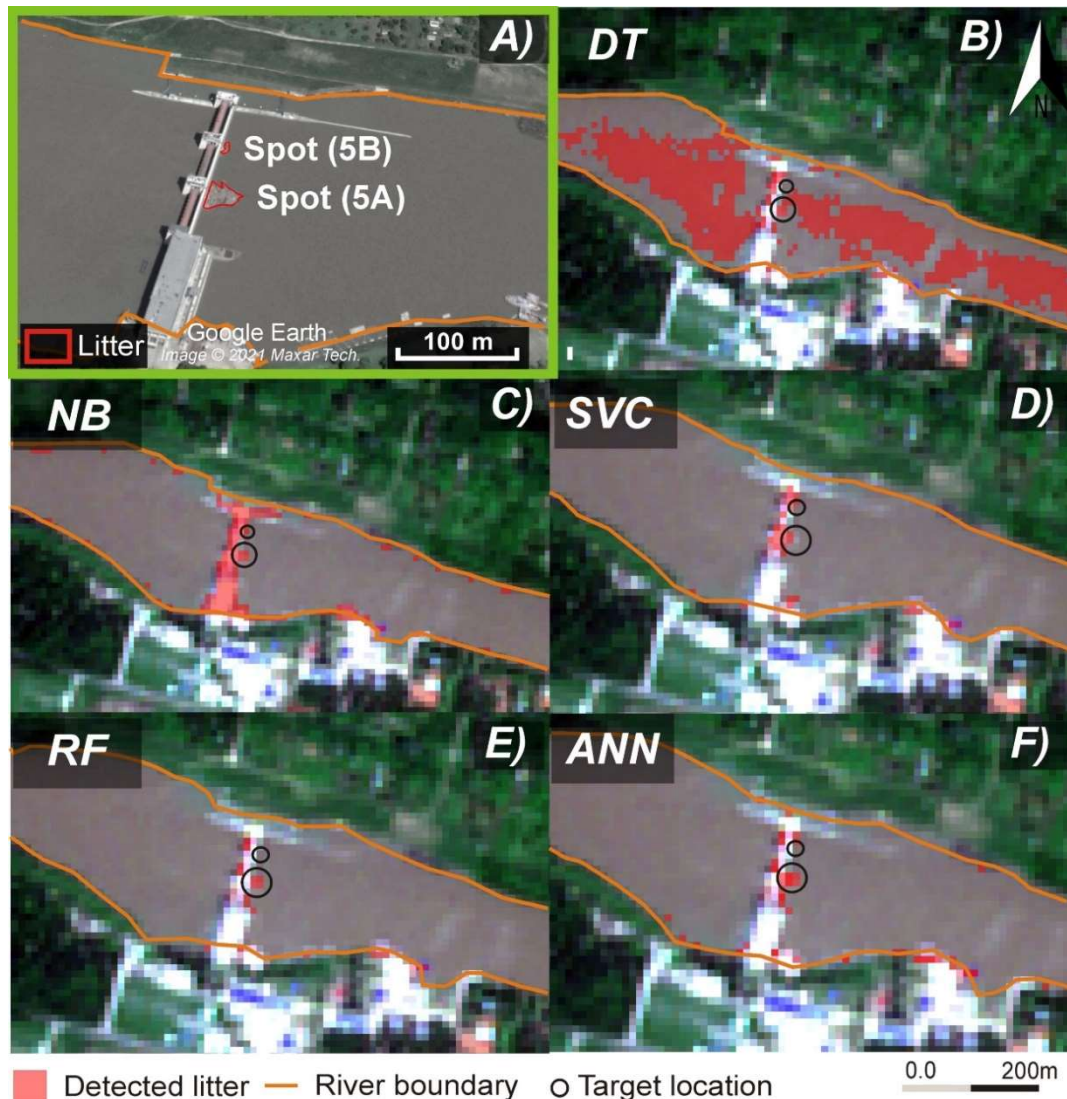 A)
Spot (5B)
Spot (5A)
Litter
Google Earth
Image © 2021 Maxar Tech.
100 m
DT
B)
N
NB
C)
SVC
D)
RF
E)
ANN
F)
Detected litter
River boundary
Target location
0.0 200m